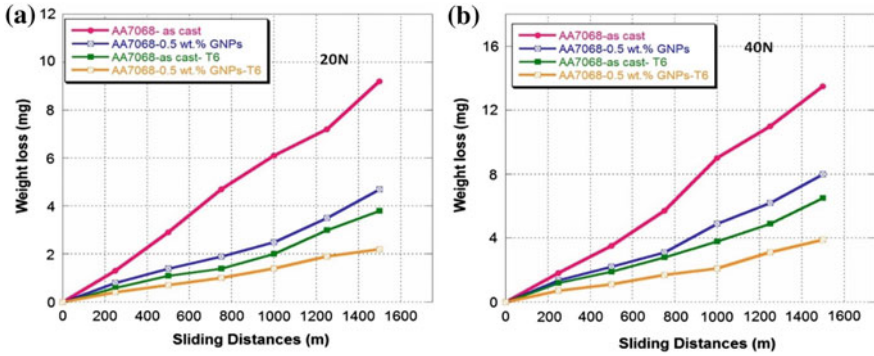 (a)
AA7068- as cast
AA7068-0.5 wt.% GNPs
AA7068-as cast- T6
AA7068-0.5 wt.% GNPs-T6
20N
Weight loss (mg)
12
10
8
6
4
2
0
0 200 400 600 800 1000 1200 1400 1600
Sliding Distances (m)
(b)
AA7068- as cast
AA7068-0.5 wt.% GNPs
AA7068-as cast- T6
AA7068-0.5 wt.% GNPs-T6
40N
Weight loss (mg)
16
12
8
4
0
0 200 400 600 800 1000 1200 1400 1600
Sliding Distances (m)